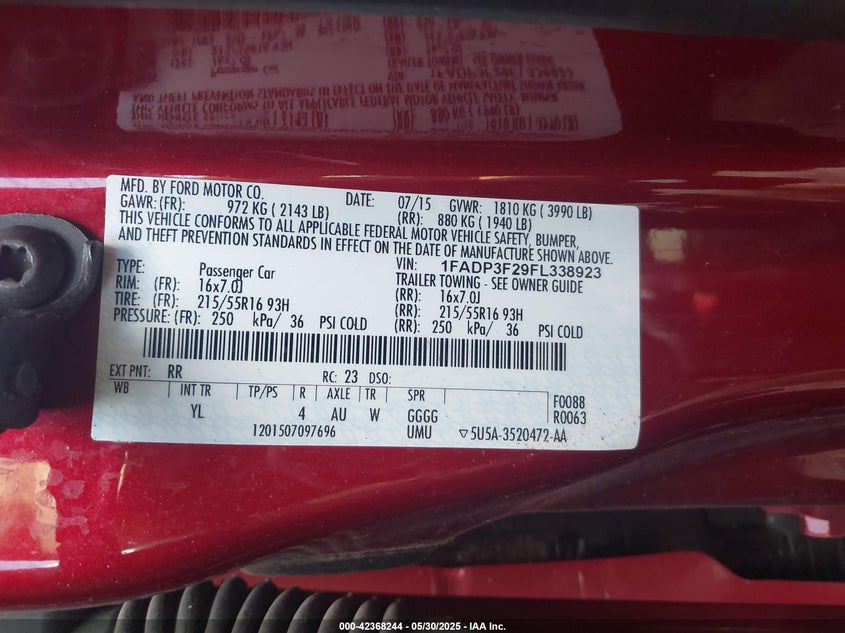 MFD. BY FORD MOTOR CO. DATE: 07/15 GVWR: 1810 KG ( 3990 LB)
GAWR: (FR): 972 KG ( 2143 LB) (RR): 880 KG ( 1940 LB)
THIS VEHICLE CONFORMS TO ALL APPLICABLE FEDERAL MOTOR VEHICLE SAFETY, BUMPER,
AND THEFT PREVENTION STANDARDS IN EFFECT ON THE DATE OF MANUFACTURE SHOWN ABOVE.
VIN: 1FADP3F29FL338923
TYPE: Passenger Car TRAILER TOWING - SEE OWNER GUIDE
RIM: (FR): 16x7.0J (RR): 16x7.0J
TIRE: (FR): 215/55R16 93H (RR): 215/55R16 93H
PRESSURE: (FR): 250 kPa/ 36 PSI COLD (RR): 250 kPa/ 36 PSI COLD
EXT PNT: RR RC: 23 DSO:
WB INT TR TP/PS R AXLE TR SPR F0088
YL 4 AU W GGGG R0063
1201507097696 UMU ▽5U5A-3520472-AA
000-42368244 — 05/30/2025 — IAA Inc.